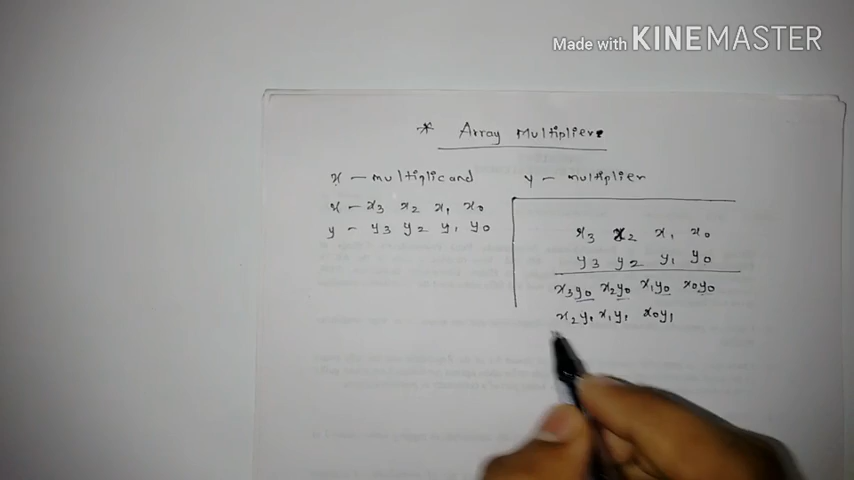 Made with KINEMASTER
* Array Multiplier
x – multiplicand y – multiplier
x – x3 x2 x1 x0
y – y3 y2 y1 y0
x3 x2 x1 x0
y3 y2 y1 y0
x3y0 x2y0 x1y0 x0y0
x2y1 x1y1 x0y1